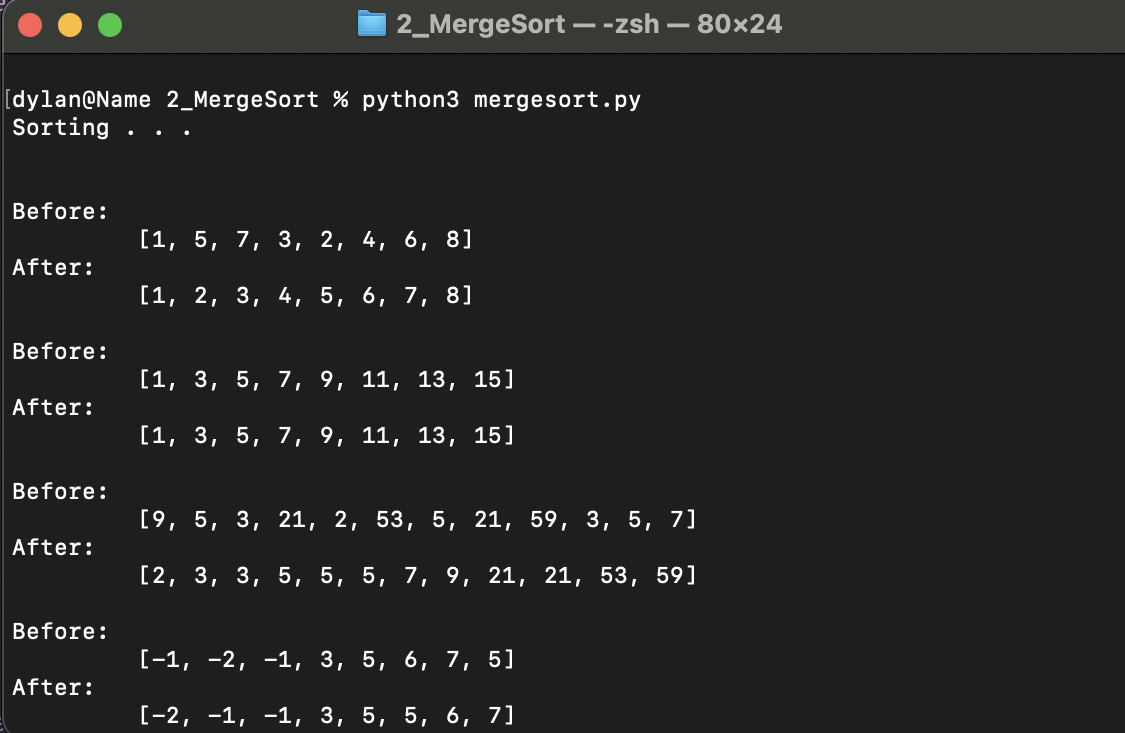 2_MergeSort — -zsh — 80×24
[dylan@Name 2_MergeSort % python3 mergesort.py
Sorting . . .
Before:
[1, 5, 7, 3, 2, 4, 6, 8]
After:
[1, 2, 3, 4, 5, 6, 7, 8]
Before:
[1, 3, 5, 7, 9, 11, 13, 15]
After:
[1, 3, 5, 7, 9, 11, 13, 15]
Before:
[9, 5, 3, 21, 2, 53, 5, 21, 59, 3, 5, 7]
After:
[2, 3, 3, 5, 5, 5, 7, 9, 21, 21, 53, 59]
Before:
[-1, -2, -1, 3, 5, 6, 7, 5]
After:
[-2, -1, -1, 3, 5, 5, 6, 7]